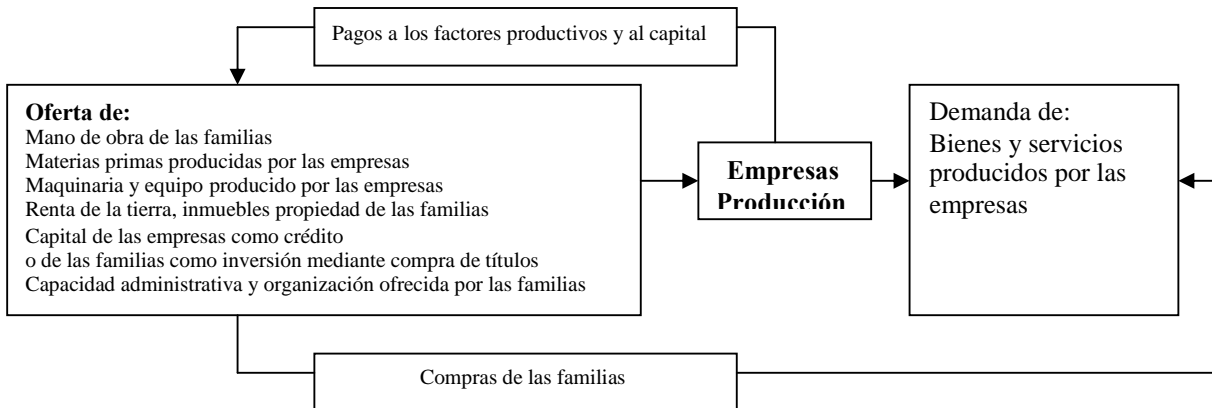 Pagos a los factores productivos y al capital
Oferta de:
Mano de obra de las familias
Materias primas producidas por las empresas
Maquinaria y equipo producido por las empresas
Renta de la tierra, inmuebles propiedad de las familias
Capital de las empresas como crédito
o de las familias como inversión mediante compra de títulos
Capacidad administrativa y organización ofrecida por las familias
Empresas
Producción
Demanda de:
Bienes y servicios
producidos por las
empresas
Compras de las familias